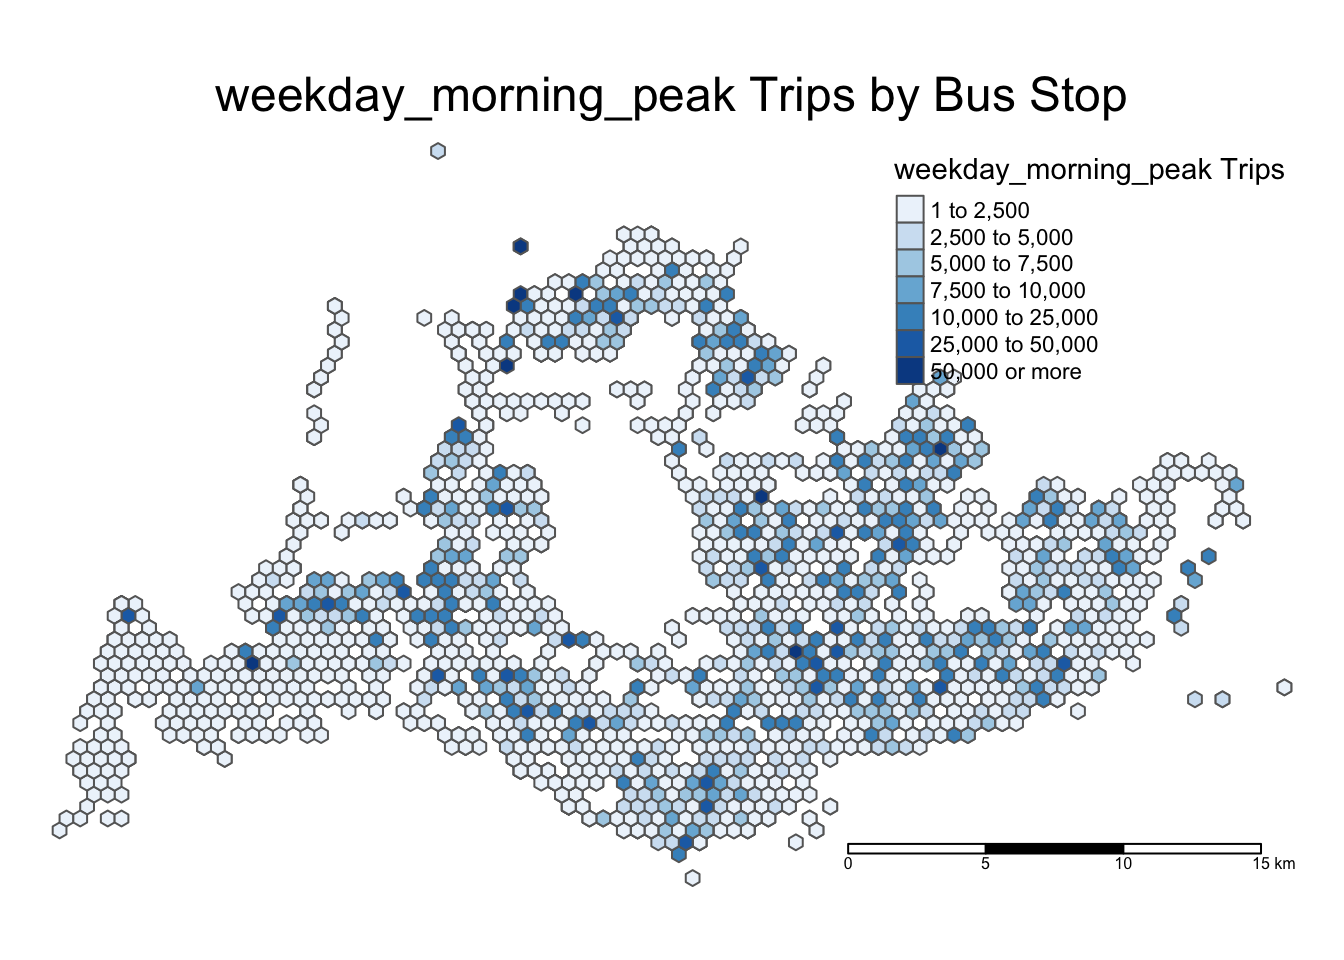 weekday_morning_peak Trips by Bus Stop
weekday_morning_peak Trips
1 to 2,500
2,500 to 5,000
5,000 to 7,500
7,500 to 10,000
10,000 to 25,000
25,000 to 50,000
50,000 or more
0 5 10 15 km